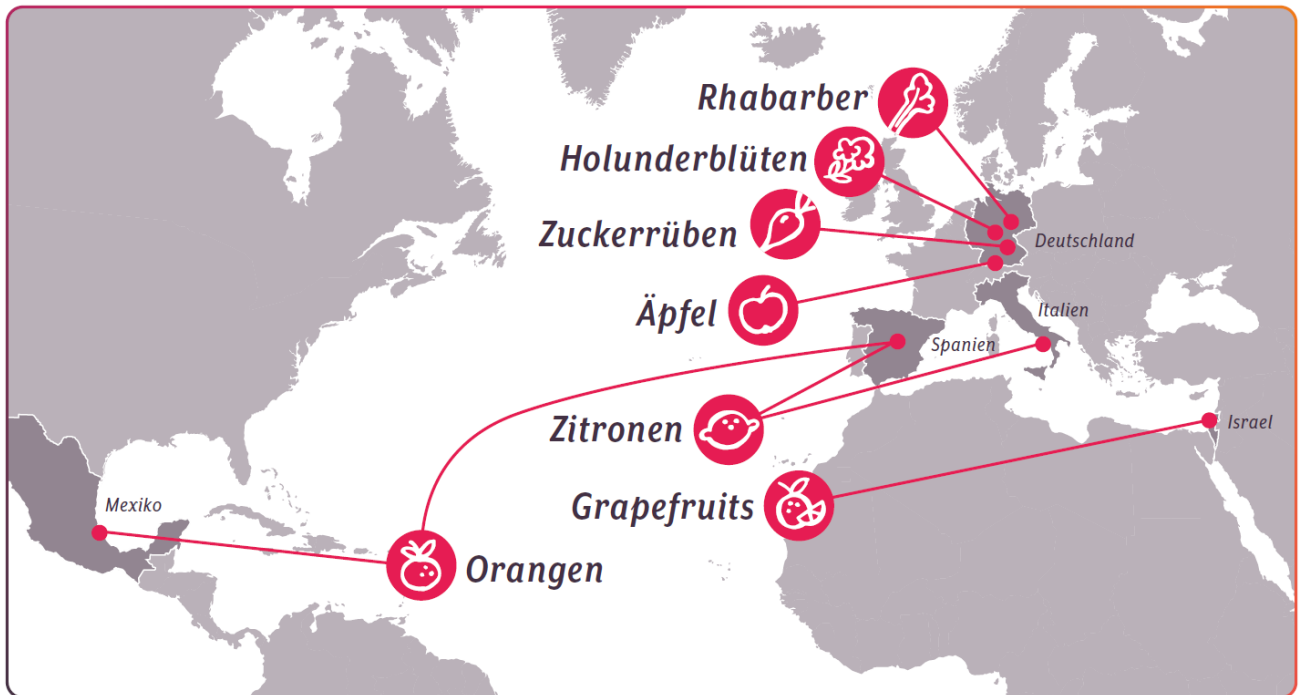 Rhabarber
Holunderblüten
Zuckerrüben
Deutschland
Äpfel
Italien
Spanien
Zitronen
Israel
Grapefruits
Mexiko
Orangen